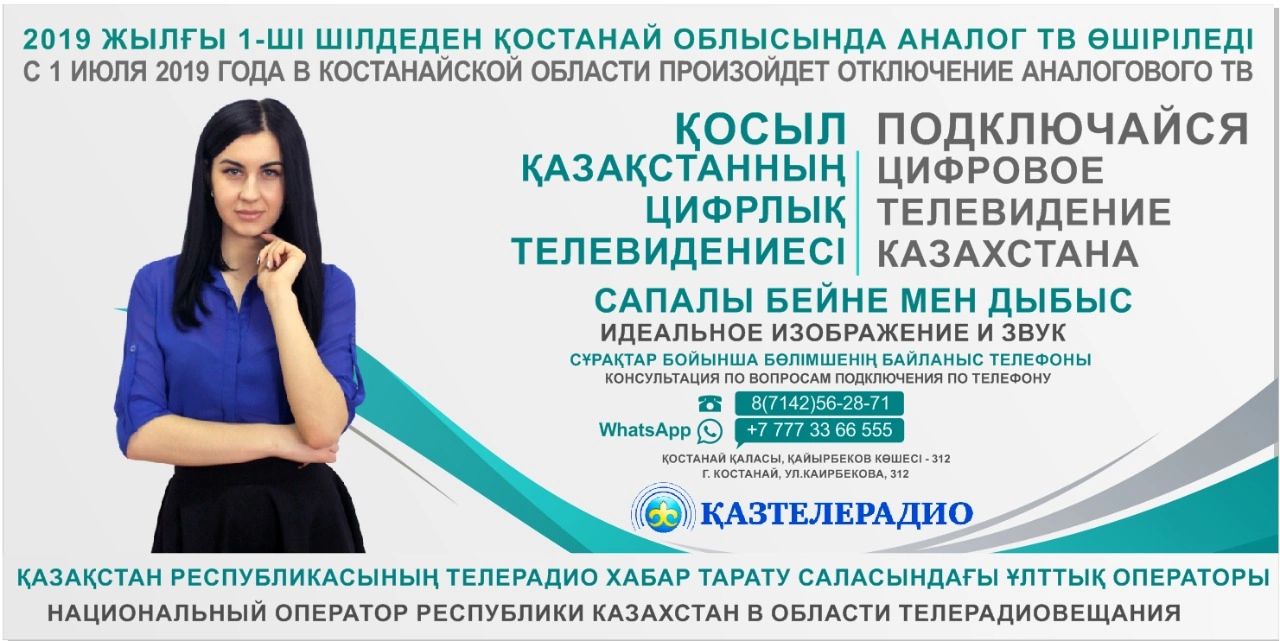 2019 ЖЫЛҒЫ 1-ШІ ШІЛДЕДЕН ҚОСТАНАЙ ОБЛЫСЫНДА АНАЛОГ ТВ ӨШІРІЛЕДІ
С 1 ИЮЛЯ 2019 ГОДА В КОСТАНАЙСКОЙ ОБЛАСТИ ПРОИЗОЙДЕТ ОТКЛЮЧЕНИЕ АНАЛОГОВОГО ТВ
ҚОСЫЛ
ҚАЗАҚСТАННЫҢ
ЦИФРЛЫҚ
ТЕЛЕВИДЕНИЕСІ
ПОДКЛЮЧАЙСЯ
ЦИФРОВОЕ
ТЕЛЕВИДЕНИЕ
КАЗАХСТАНА
САПАЛЫ БЕЙНЕ МЕН ДЫБЫС
ИДЕАЛЬНОЕ ИЗОБРАЖЕНИЕ И ЗВУК
СҰРАҚТАР БОЙЫНША БӨЛІМШЕНІҢ БАЙЛАНЫС ТЕЛЕФОНЫ
КОНСУЛЬТАЦИЯ ПО ВОПРОСАМ ПОДКЛЮЧЕНИЯ ПО ТЕЛЕФОНУ
8(7142)56-28-71
WhatsApp +7 777 33 66 555
ҚОСТАНАЙ ҚАЛАСЫ, ҚАЙЫРБЕКОВ КӨШЕСІ - 312
Г. КОСТАНАЙ, УЛ.КАИРБЕКОВА, 312
ҚАЗТЕЛЕРАДИО
ҚАЗАҚСТАН РЕСПУБЛИКАСЫНЫҢ ТЕЛЕРАДИО ХАБАР ТАРАТУ САЛАСЫНДАҒЫ ҰЛТТЫҚ ОПЕРАТОРЫ
НАЦИОНАЛЬНЫЙ ОПЕРАТОР РЕСПУБЛИКИ КАЗАХСТАН В ОБЛАСТИ ТЕЛЕРАДИОВЕЩАНИЯ